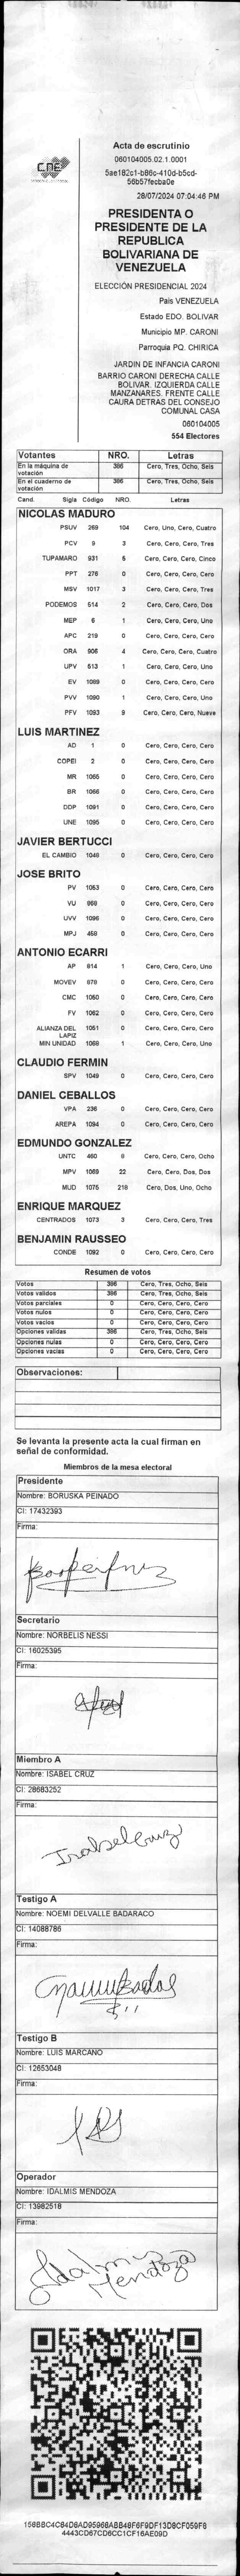 CNE
Acta de escrutinio
060104005.02.1.0001
5ae182c1-b86c-410d-b5cd-
56b57fecba0e
28/07/2024 07:04:46 PM
PRESIDENTA O
PRESIDENTE DE LA
REPUBLICA
BOLIVARIANA DE
VENEZUELA
ELECCIÓN PRESIDENCIAL 2024
Pais VENEZUELA
Estado EDO. BOLIVAR
Municipio MP. CARONI
Parroquia PQ. CHIRICA
JARDIN DE INFANCIA CARONI
BARRIO CARONI DERECHA CALLE
BOLIVAR. IZQUIERDA CALLE
MANZANARES. FRENTE CALLE
CAURA DETRAS DEL CONSEJO
COMUNAL CASA
060104005
554 Electores
Votantes NRO. Letras
En la máquina de votación 386 Cero, Tres, Ocho, Seis
En el cuaderno de votación 386 Cero, Tres, Ocho, Seis
Cand. Sigla Código NRO. Letras
NICOLAS MADURO
PSUV 269 104 Cero, Uno, Cero, Cuatro
PCV 9 3 Cero, Cero, Cero, Tres
TUPAMARO 931 5 Cero, Cero, Cero, Cinco
PPT 276 0 Cero, Cero, Cero, Cero
MSV 1017 3 Cero, Cero, Cero, Tres
PODEMOS 514 2 Cero, Cero, Cero, Dos
MEP 6 1 Cero, Cero, Cero, Uno
APC 219 0 Cero, Cero, Cero, Cero
ORA 906 4 Cero, Cero, Cero, Cuatro
UPV 513 1 Cero, Cero, Cero, Uno
EV 1089 0 Cero, Cero, Cero, Cero
PVV 1090 1 Cero, Cero, Cero, Uno
PFV 1093 9 Cero, Cero, Cero, Nueve
LUIS MARTINEZ
AD 1 0 Cero, Cero, Cero, Cero
COPEI 2 0 Cero, Cero, Cero, Cero
MR 1065 0 Cero, Cero, Cero, Cero
BR 1066 0 Cero, Cero, Cero, Cero
DDP 1091 0 Cero, Cero, Cero, Cero
UNE 1095 0 Cero, Cero, Cero, Cero
JAVIER BERTUCCI
EL CAMBIO 1048 0 Cero, Cero, Cero, Cero
JOSE BRITO
PV 1053 0 Cero, Cero, Cero, Cero
VU 968 0 Cero, Cero, Cero, Cero
UVV 1096 0 Cero, Cero, Cero, Cero
MPJ 458 0 Cero, Cero, Cero, Cero
ANTONIO ECARRI
AP 814 1 Cero, Cero, Cero, Uno
MOVEV 879 0 Cero, Cero, Cero, Cero
CMC 1050 0 Cero, Cero, Cero, Cero
FV 1062 0 Cero, Cero, Cero, Cero
ALIANZA DEL LAPIZ 1051 0 Cero, Cero, Cero, Cero
MIN UNIDAD 1068 1 Cero, Cero, Cero, Uno
CLAUDIO FERMIN
SPV 1049 0 Cero, Cero, Cero, Cero
DANIEL CEBALLOS
VPA 236 0 Cero, Cero, Cero, Cero
AREPA 1094 0 Cero, Cero, Cero, Cero
EDMUNDO GONZALEZ
UNTC 460 8 Cero, Cero, Cero, Ocho
MPV 1069 22 Cero, Cero, Dos, Dos
MUD 1075 218 Cero, Dos, Uno, Ocho
ENRIQUE MARQUEZ
CENTRADOS 1073 3 Cero, Cero, Cero, Tres
BENJAMIN RAUSSEO
CONDE 1092 0 Cero, Cero, Cero, Cero
Resumen de votos
Votos 386 Cero, Tres, Ocho, Seis
Votos validos 386 Cero, Tres, Ocho, Seis
Votos parciales 0 Cero, Cero, Cero, Cero
Votos nulos 0 Cero, Cero, Cero, Cero
Votos vacios 0 Cero, Cero, Cero, Cero
Opciones validas 386 Cero, Tres, Ocho, Seis
Opciones nulas 0 Cero, Cero, Cero, Cero
Opciones vacias 0 Cero, Cero, Cero, Cero
Observaciones:
Se levanta la presente acta la cual firman en
señal de conformidad.
Miembros de la mesa electoral
Presidente
Nombre: BORUSKA PEINADO
CI: 17432393
Firma:
Secretario
Nombre: NORBELIS NESSI
CI: 16025395
Firma:
Miembro A
Nombre: ISABEL CRUZ
CI: 28683252
Firma:
Isabel Cruz
Testigo A
Nombre: NOEMI DELVALLE BADARACO
CI: 14088786
Firma:
Testigo B
Nombre: LUIS MARCANO
CI: 12653048
Firma:
Operador
Nombre: IDALMIS MENDOZA
CI: 13982518
Firma:
Idalmis
Mendoza
156BBC4C84D8AD95968ABB48F6F9DF13D8CF059F8
4443CD67CD6CC1CF16AE09D